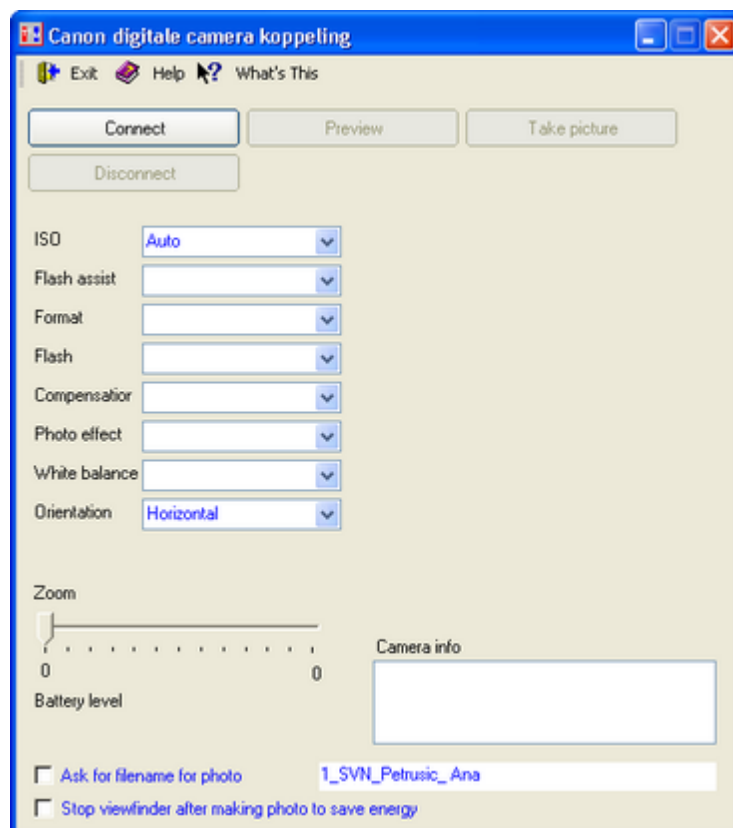 Canon digitale camera koppeling
Exit Help What's This
Connect Preview Take picture
Disconnect
ISO Auto
Flash assist
Format
Flash
Compensatior
Photo effect
White balance
Orientation Horizontal
Zoom
0 0
Camera info
Battery level
Ask for filename for photo 1_SVN_Petrusic_ Ana
Stop viewfinder after making photo to save energy